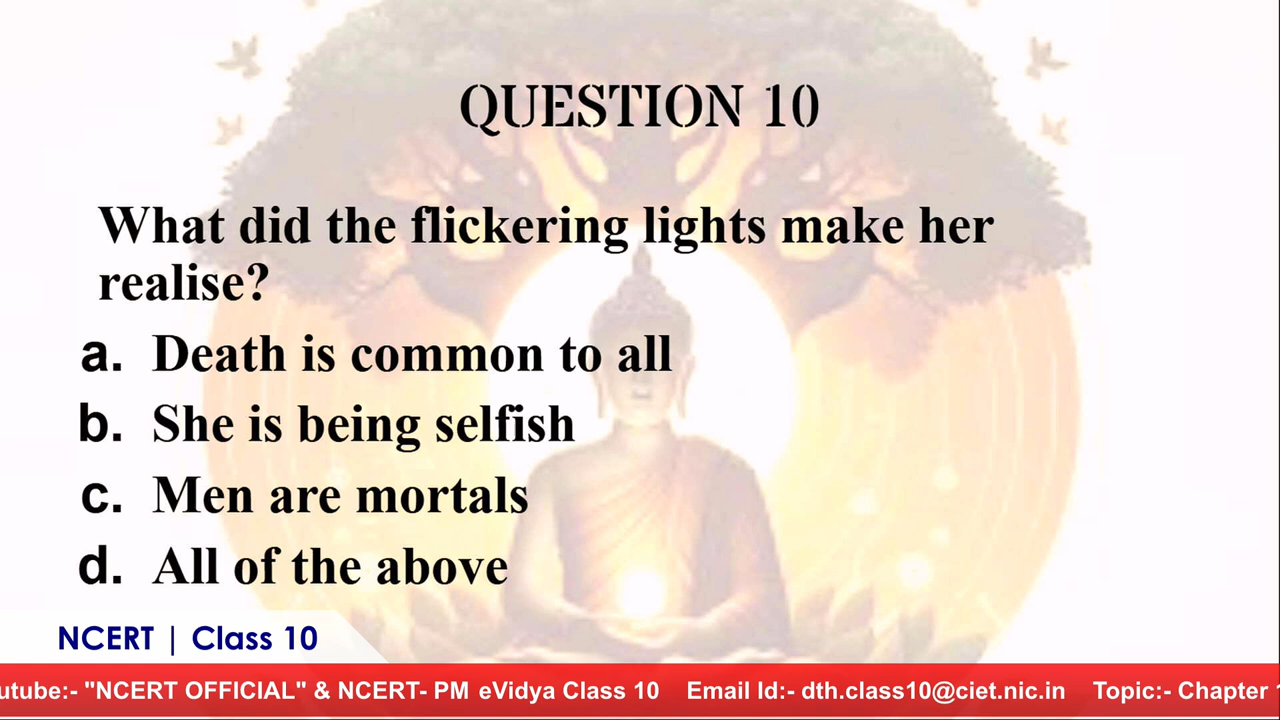 QUESTION 10
What did the flickering lights make her
realise?
a. Death is common to all
b. She is being selfish
c. Men are mortals
d. All of the above
NCERT | Class 10
utube:- "NCERT OFFICIAL" & NCERT- PM eVidya Class 10 Email Id:- dth.class10@ciet.nic.in Topic:- Chapter